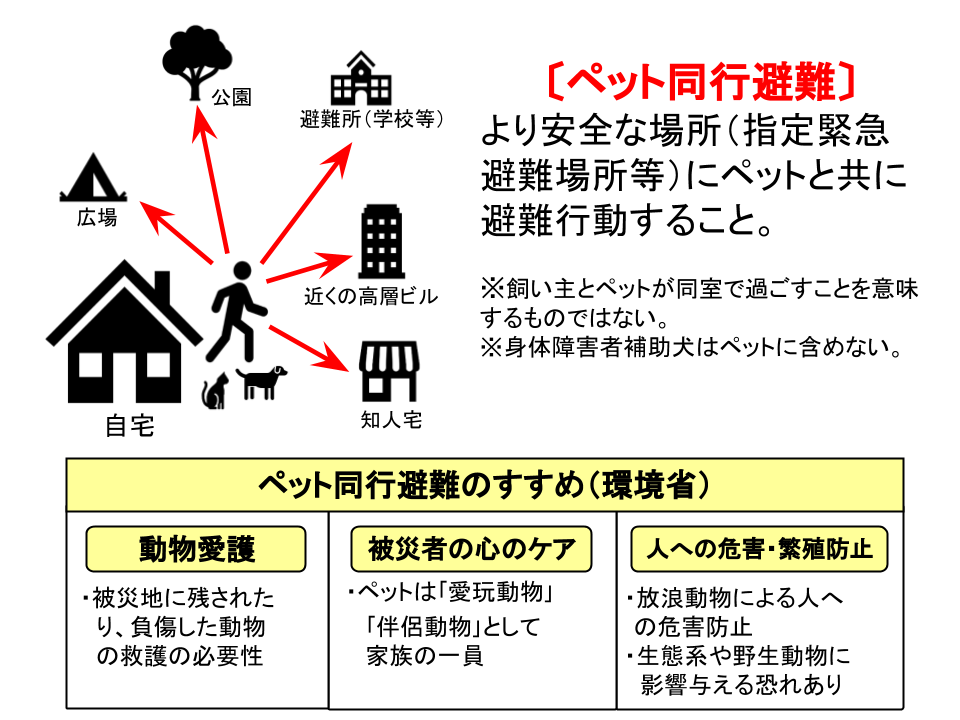 公園
避難所（学校等）
広場
近くの高層ビル
知人宅
自宅
〔ペット同行避難〕
より安全な場所（指定緊急
避難場所等）にペットと共に
避難行動すること。
※飼い主とペットが同室で過ごすことを意味
するものではない。
※身体障害者補助犬はペットに含めない。
ペット同行避難のすすめ（環境省）
動物愛護
・被災地に残された
り、負傷した動物
の救護の必要性
被災者の心のケア
・ペットは「愛玩動物」
「伴侶動物」として
家族の一員
人への危害・繁殖防止
・放浪動物による人へ
の危害防止
・生態系や野生動物に
影響与える恐れあり